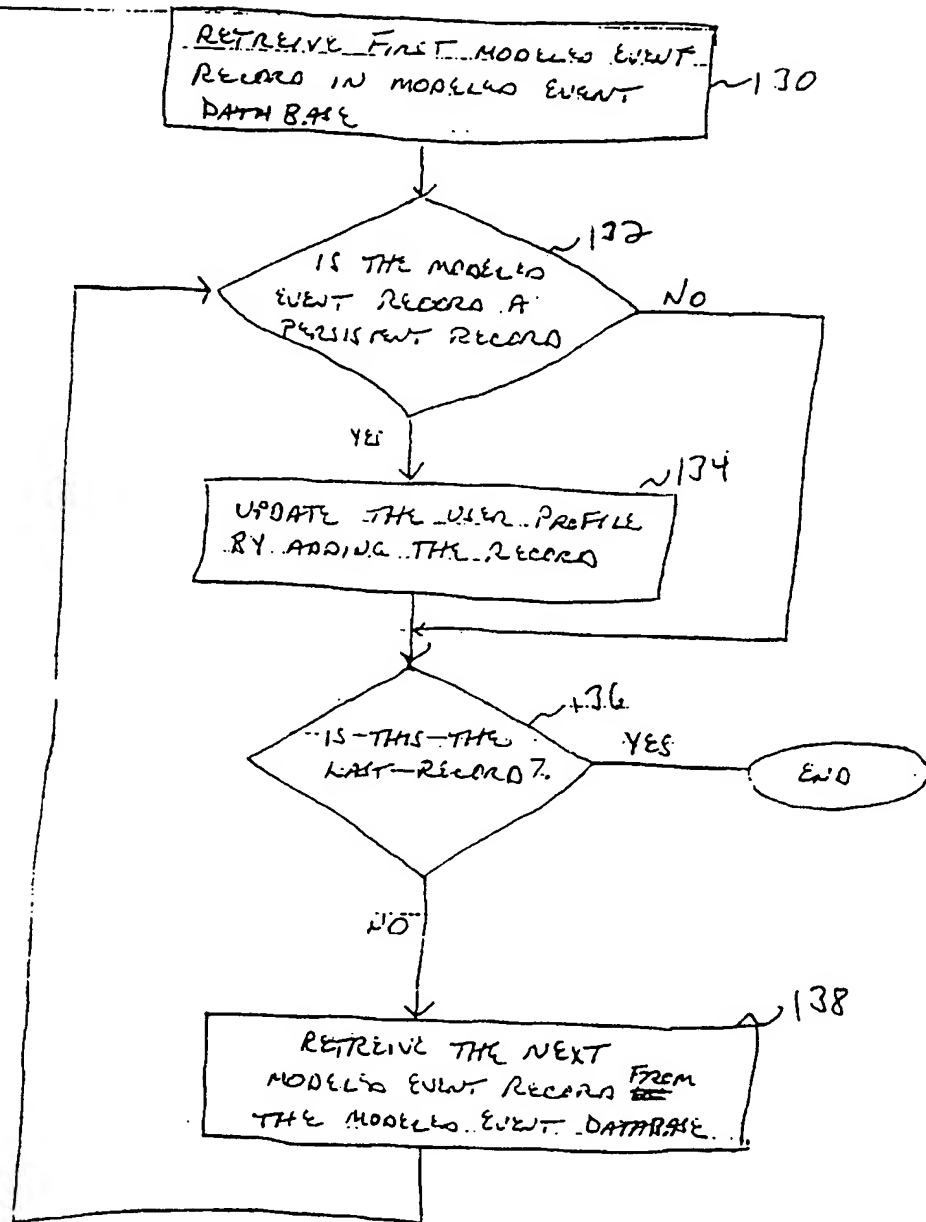 RETREIVE FIRST MODELED EVENT
RECORD IN MODELED EVENT
DATABASE
130
132
IS THE MODELED
EVENT RECORD A
PERSISTENT RECORD
NO
YES
134
UPDATE THE USER PROFILE
BY ADDING THE RECORD
136
IS THIS THE
LAST RECORD?
YES
END
NO
138
RETREIVE THE NEXT
MODELED EVENT RECORD FROM
THE MODELED EVENT DATABASE